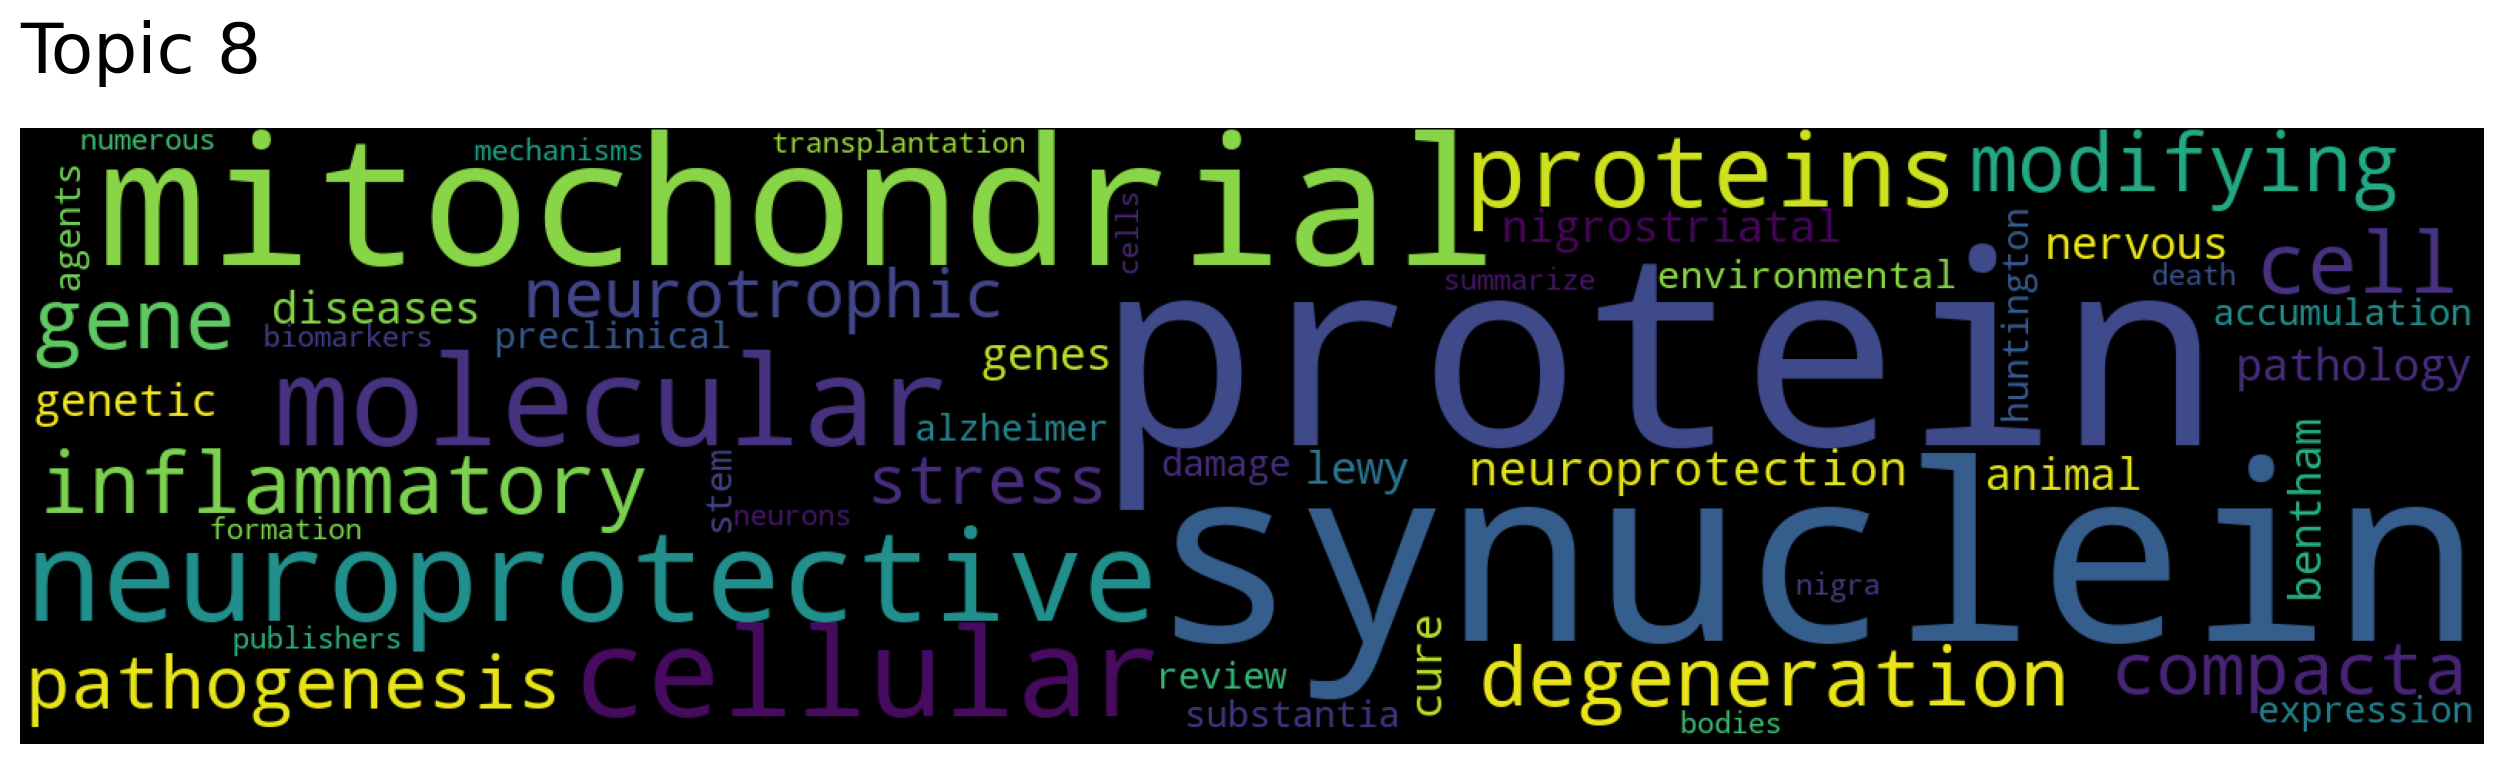 Topic 8
numerous
mechanisms
transplantation
mitochondrial
proteins
modifying
agents
cells
nigrostriatal
huntington
nervous
cell
gene
diseases
neurotrophic
summarize
environmental
death
accumulation
biomarkers
preclinical
genes
protein
pathology
genetic
molecular
alzheimer
inflammatory
stem
stress
damage
lewy
neuroprotection
animal
bentham
formation
neurons
neuroprotective
synuclein
nigra
publishers
pathogenesis
cellular
review
cure
degeneration
compacta
substantia
bodies
expression